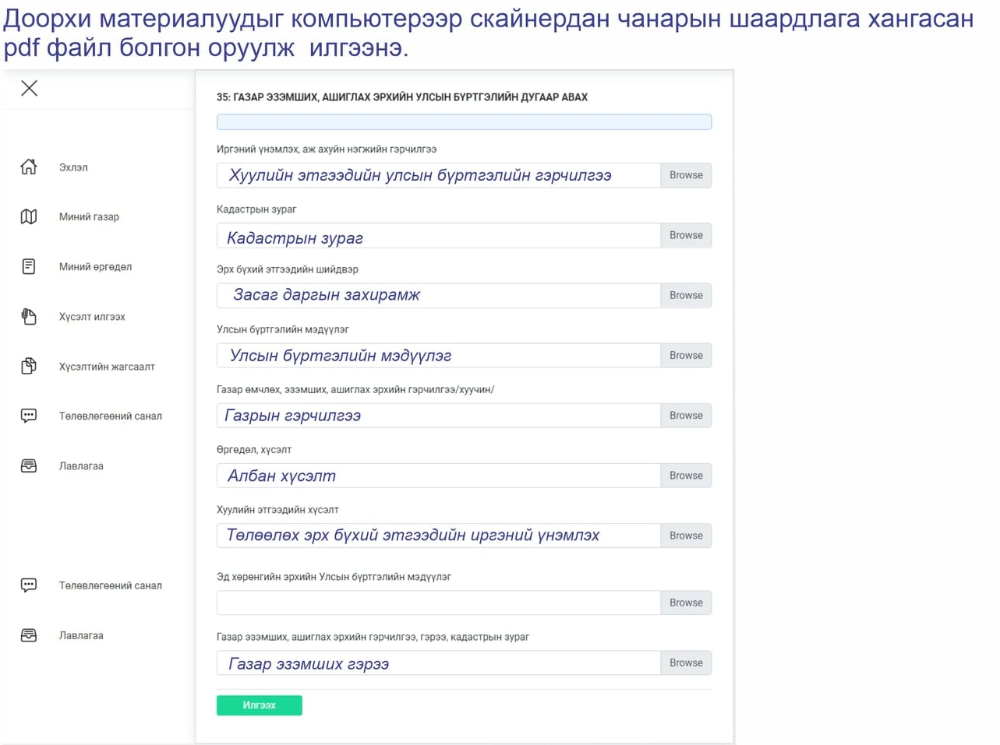 Доорхи материалуудыг компьютерээр скайнердан чанарын шаардлага хангасан
pdf файл болгон оруулж илгээнэ.
35: ГАЗАР ЭЗЭМШИХ, АШИГЛАХ ЭРХИЙН УЛСЫН БҮРТГЭЛИЙН ДУГААР АВАХ
Иргэний үнэмлэх, аж ахуйн нэгжийн гэрчилгээ
Хуулийн этгээдийн улсын бүртгэлийн гэрчилгээ
Browse
Кадастрын зураг
Кадастрын зураг
Browse
Эрх бүхий этгээдийн шийдвэр
Засаг даргын захирамж
Browse
Улсын бүртгэлийн мэдүүлэг
Улсын бүртгэлийн мэдүүлэг
Browse
Газар өмчлөх, эзэмших, ашиглах эрхийн гэрчилгээ/хуучин/
Газрын гэрчилгээ
Browse
Өргөдөл, хүсэлт
Албан хүсэлт
Browse
Хуулийн этгээдийн хүсэлт
Төлөөлөх эрх бүхий этгээдийн иргэний үнэмлэх
Browse
Эд хөрөнгийн эрхийн Улсын бүртгэлийн мэдүүлэг
Browse
Газар эзэмших, ашиглах эрхийн гэрчилгээ, гэрээ, кадастрын зураг
Газар эзэмших гэрээ
Browse
Илгээх
Эхлэл
Миний газар
Миний өргөдөл
Хүсэлт илгээх
Хүсэлтийн жагсаалт
Төлөвлөгөөний санал
Лавлагаа
Төлөвлөгөөний санал
Лавлагаа